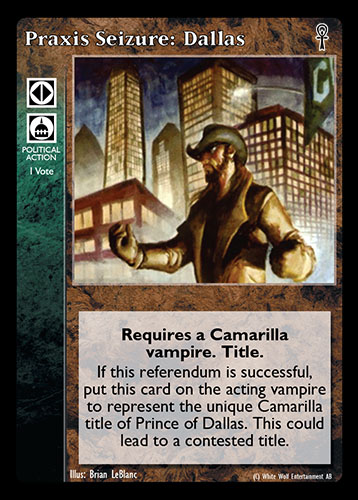 Praxis Seizure: Dallas
POLITICAL
ACTION
1 Vote
Requires a Camarilla
vampire. Title.
If this referendum is successful,
put this card on the acting vampire
to represent the unique Camarilla
title of Prince of Dallas. This could
lead to a contested title.
Illus: Brian LeBlanc
(C) White Wolf Entertainment AB